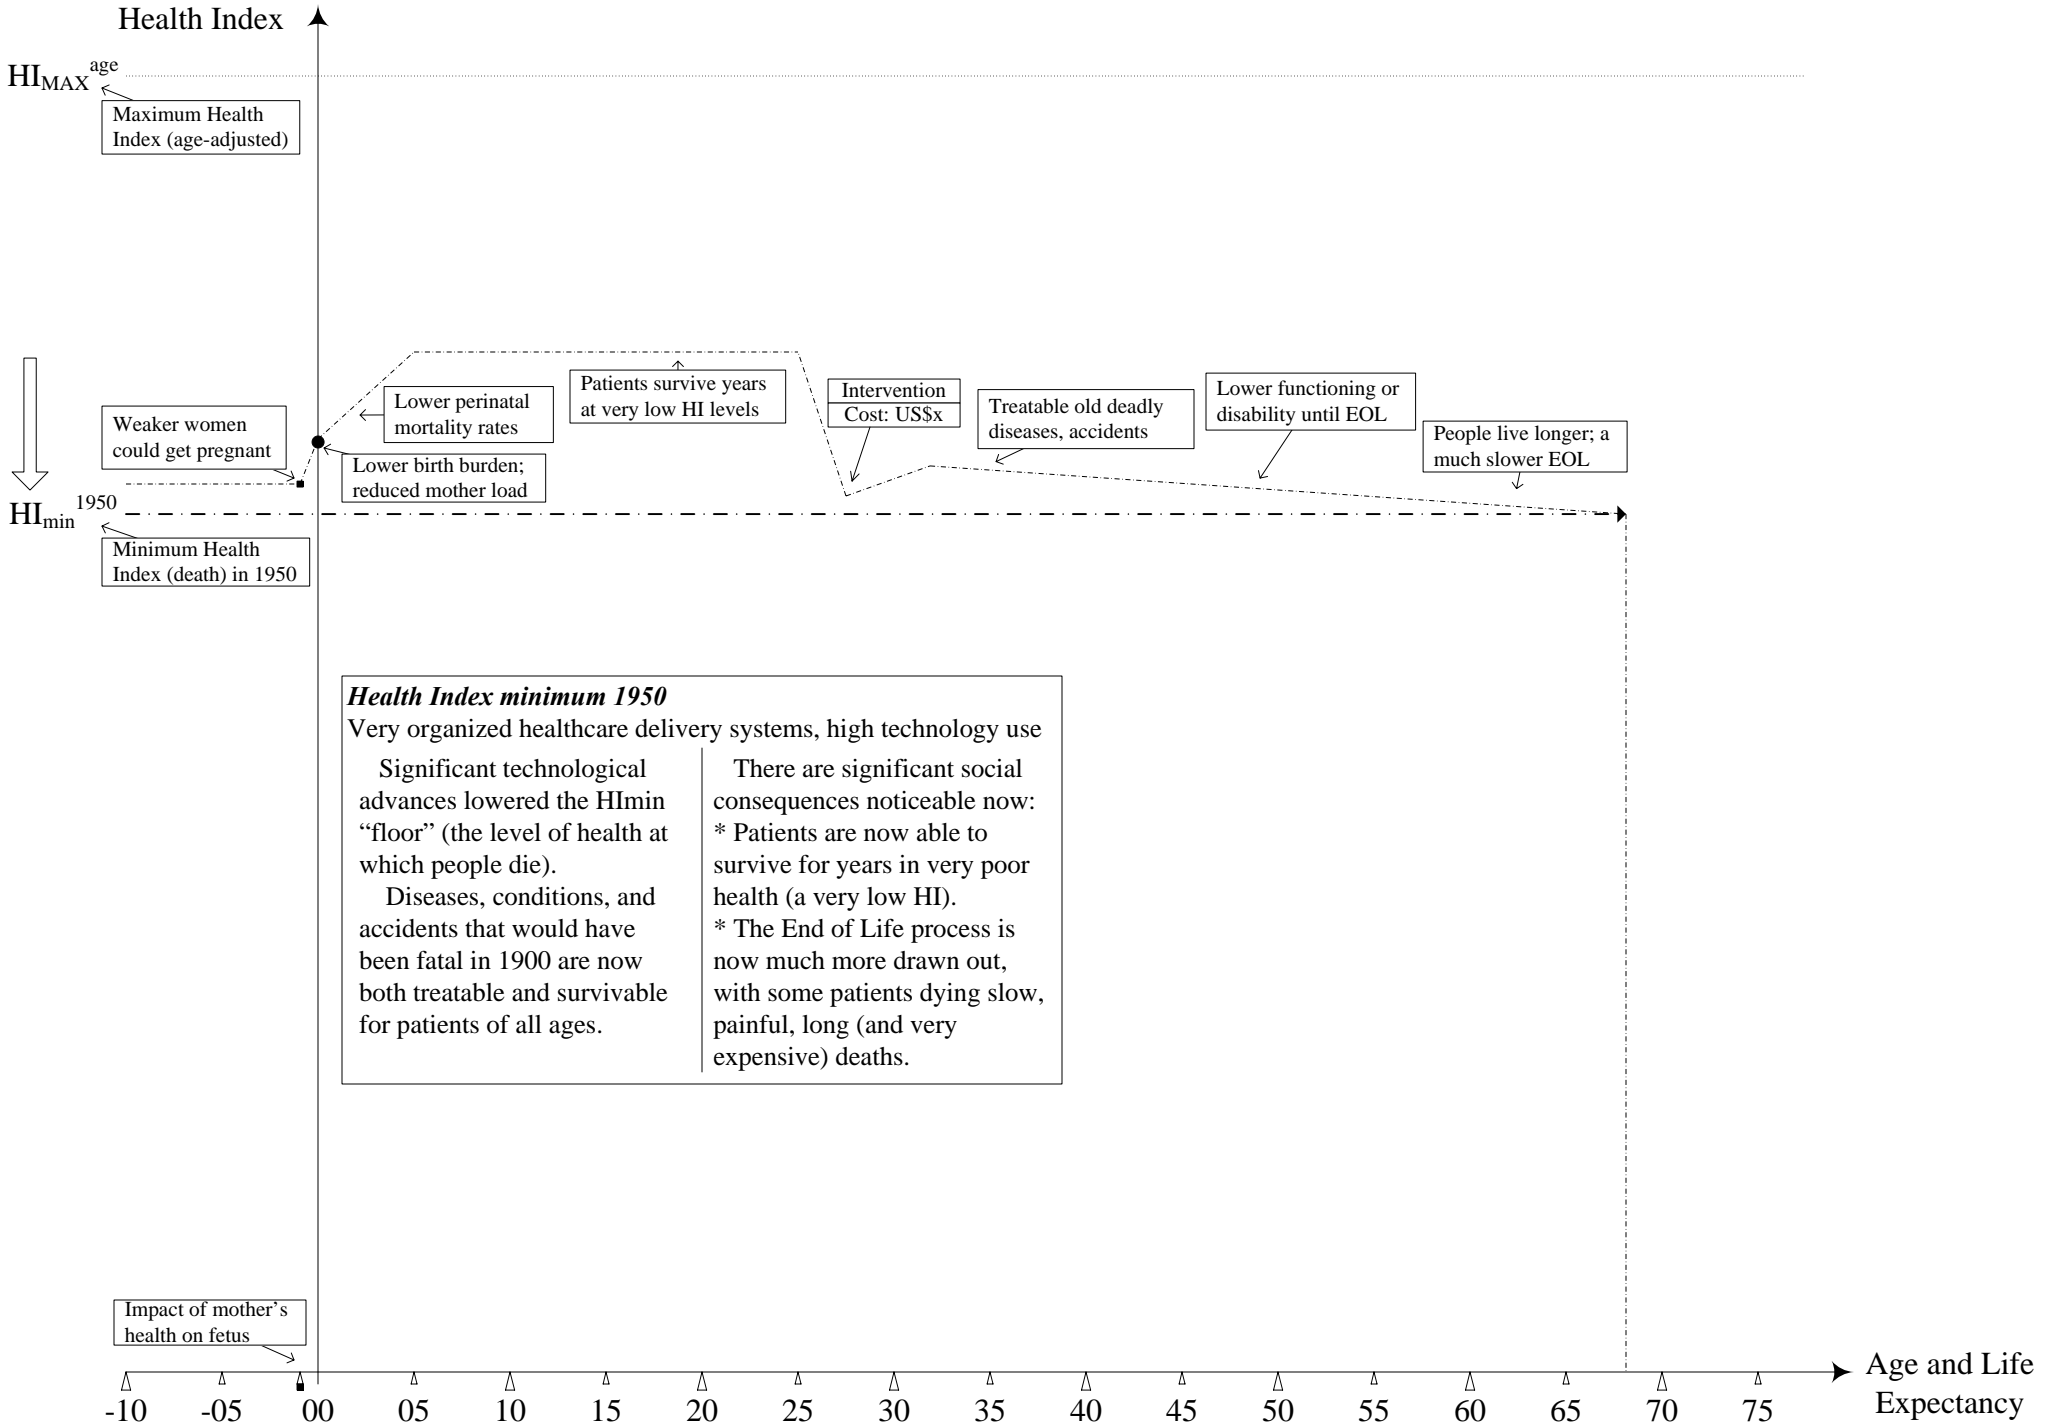 Health Index
HI_MAX^age
Maximum Health
Index (age-adjusted)
Weaker women
could get pregnant
Lower perinatal
mortality rates
Lower birth burden;
reduced mother load
Patients survive years
at very low HI levels
Intervention
Cost: US$x
Treatable old deadly
diseases, accidents
Lower functioning or
disability until EOL
People live longer; a
much slower EOL
HI_min^1950
Minimum Health
Index (death) in 1950
Health Index minimum 1950
Very organized healthcare delivery systems, high technology use
Significant technological
advances lowered the HImin
“floor” (the level of health at
which people die).
Diseases, conditions, and
accidents that would have
been fatal in 1900 are now
both treatable and survivable
for patients of all ages.
There are significant social
consequences noticeable now:
* Patients are now able to
survive for years in very poor
health (a very low HI).
* The End of Life process is
now much more drawn out,
with some patients dying slow,
painful, long (and very
expensive) deaths.
Impact of mother’s
health on fetus
-10 -05 00 05 10 15 20 25 30 35 40 45 50 55 60 65 70 75
Age and Life
Expectancy